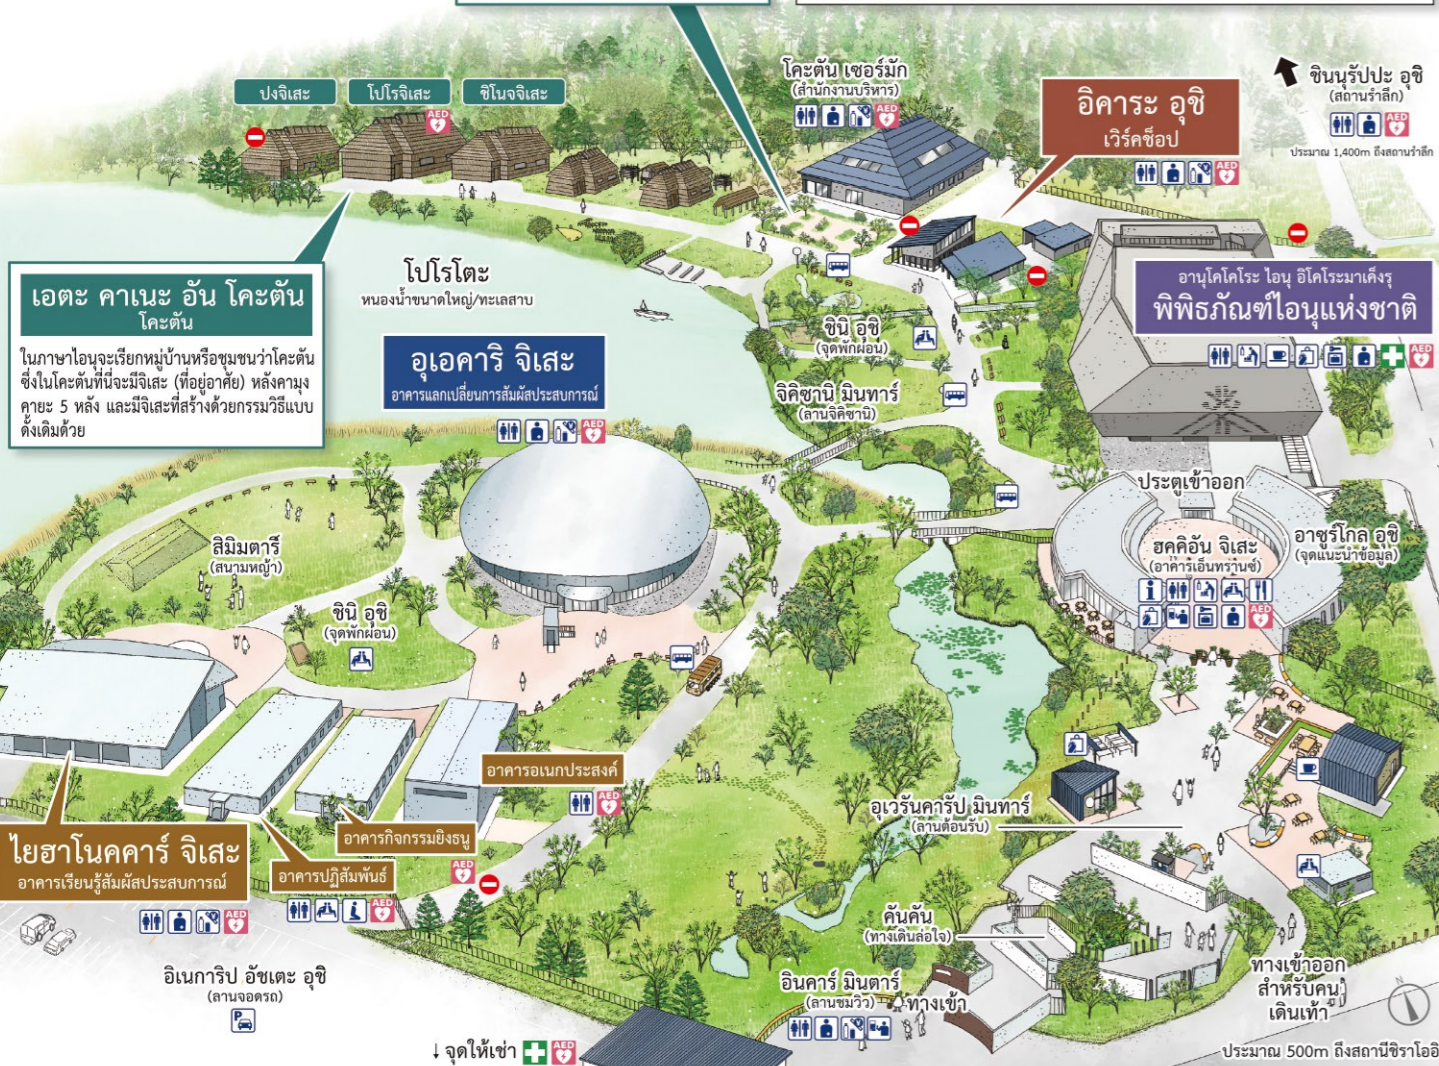 ปงจิเสะ
โปโรจิเสะ
ชิโนจจิเสะ
AED
โคะตัน เซอร์มัก
(สำนักงานบริหาร)
AED
อิคาระ อุชิ
เวิร์คช็อป
AED
ชินนุรัปปะ อุชิ
(สถานรำลึก)
AED
ประมาณ 1,400m ถึงสถานรำลึก
เอตะ คาเนะ อัน โคะตัน
โคะตัน
ในภาษาไอนุจะเรียกหมู่บ้านหรือชุมชนว่าโคะตัน
ซึ่งในโคะตันที่นี่จะมีจิเสะ (ที่อยู่อาศัย) หลังคามุง
คายะ 5 หลัง และมีจิเสะที่สร้างด้วยกรรมวิธีแบบ
ดั้งเดิมด้วย
โปโรโตะ
หนองน้ำขนาดใหญ่/ทะเลสาบ
อุเอคาริ จิเสะ
อาคารแลกเปลี่ยนการสัมผัสประสบการณ์
AED
ชินิ อุชิ
(จุดพักผ่อน)
จิคิซานิ มินทาร์
(ลานจิคิซานิ)
อานุโคโคโระ ไอนุ อิโคโระมาเค็งรุ
พิพิธภัณฑ์ไอนุแห่งชาติ
AED
ประตูเข้าออก
ฮคคิอัน จิเสะ
(อาคารเอ็นทรานซ์)
AED
อาซูร์โกล อุชิ
(จุดแนะนำข้อมูล)
สิมิมตารี
(สนามหญ้า)
ชินิ อุชิ
(จุดพักผ่อน)
อาคารอเนกประสงค์
AED
อาคารกิจกรรมยิงธนู
อาคารปฏิสัมพันธ์
AED
AED
ไยฮาโนคคาร์ จิเสะ
อาคารเรียนรู้สัมผัสประสบการณ์
AED
อิเนการิป อัชเตะ อุชิ
(ลานจอดรถ)
P
อุเวรันคารัป มินทาร์
(ลานต้อนรับ)
คันคัน
(ทางเดินล่อใจ)
อินคาร์ มินตาร์
(ลานชมวิว)
ทางเข้า
ทางเข้าออก
สำหรับคน
เดินเท้า
N
↓ จุดให้เช่า
AED
ประมาณ 500m ถึงสถานีชิราโออิ